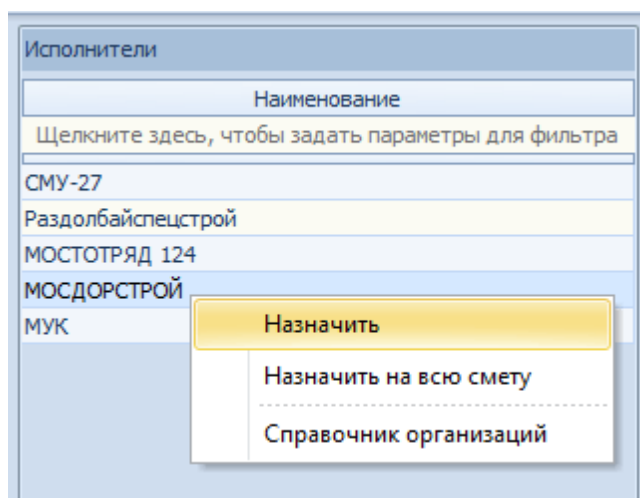 Исполнители
Наименование
Щелкните здесь, чтобы задать параметры для фильтра
СМУ-27
Раздолбайспецстрой
МОСТОТРЯД 124
МОСДОРСТРОЙ
МУК
Назначить
Назначить на всю смету
Справочник организаций